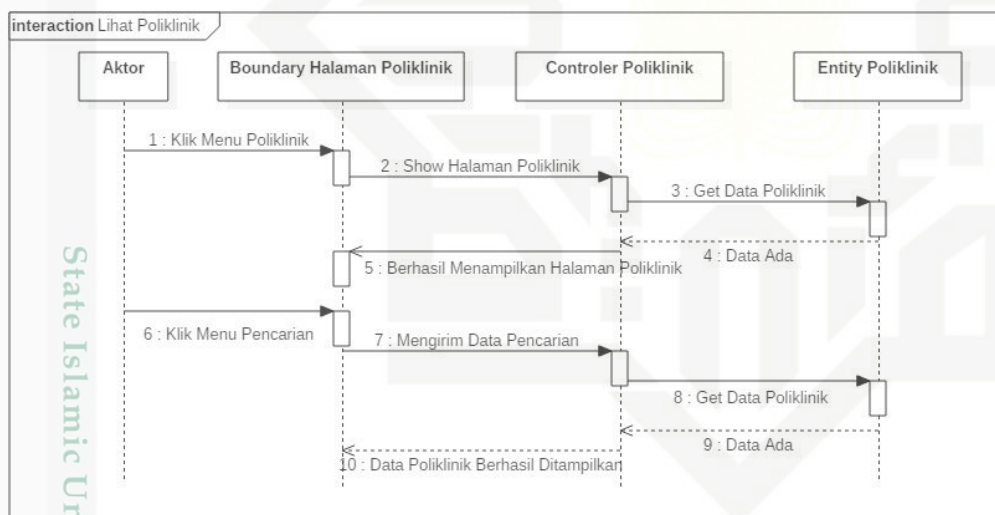 interaction Lihat Poliklinik
Aktor
Boundary Halaman Poliklinik
Controler Poliklinik
Entity Poliklinik
1 : Klik Menu Poliklinik
2 : Show Halaman Poliklinik
3 : Get Data Poliklinik
4 : Data Ada
5 : Berhasil Menampilkan Halaman Poliklinik
6 : Klik Menu Pencarian
7 : Mengirim Data Pencarian
8 : Get Data Poliklinik
9 : Data Ada
10 : Data Poliklinik Berhasil Ditampilkan
State Islamic Ur